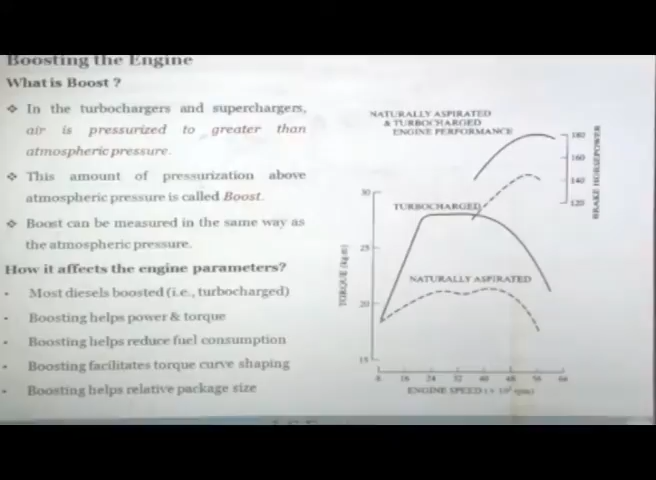 Boosting the Engine
What is Boost ?
❖ In the turbochargers and superchargers,
air is pressurized to greater than
atmospheric pressure.
❖ This amount of pressurization above
atmospheric pressure is called Boost.
❖ Boost can be measured in the same way as
the atmospheric pressure.
How it affects the engine parameters?
• Most diesels boosted (i.e., turbocharged)
• Boosting helps power & torque
• Boosting helps reduce fuel consumption
• Boosting facilitates torque curve shaping
• Boosting helps relative package size
NATURALLY ASPIRATED
& TURBOCHARGED
ENGINE PERFORMANCE
180
160
140
120
BRAKE HORSEPOWER
TURBOCHARGED
NATURALLY ASPIRATED
30
25
20
15
TORQUE (kg.m)
16 24 32 40 48 56 64
ENGINE SPEED